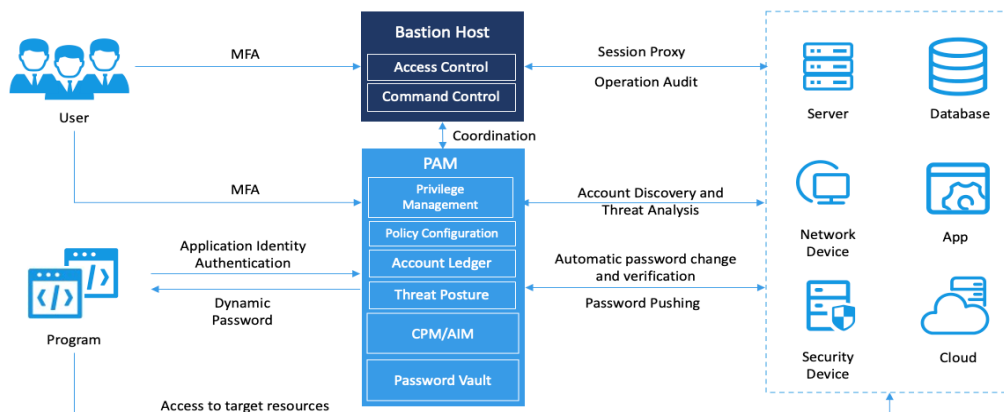 Bastion Host
MFA
Access Control
Command Control
Session Proxy
Operation Audit
User
Server
Database
Coordination
PAM
MFA
Privilege
Management
Policy Configuration
Account Ledger
Threat Posture
CPM/AIM
Password Vault
Account Discovery and
Threat Analysis
Network
Device
App
Application Identity
Authentication
Dynamic
Password
Program
Automatic password change
and verification
Password Pushing
Security
Device
Cloud
Access to target resources